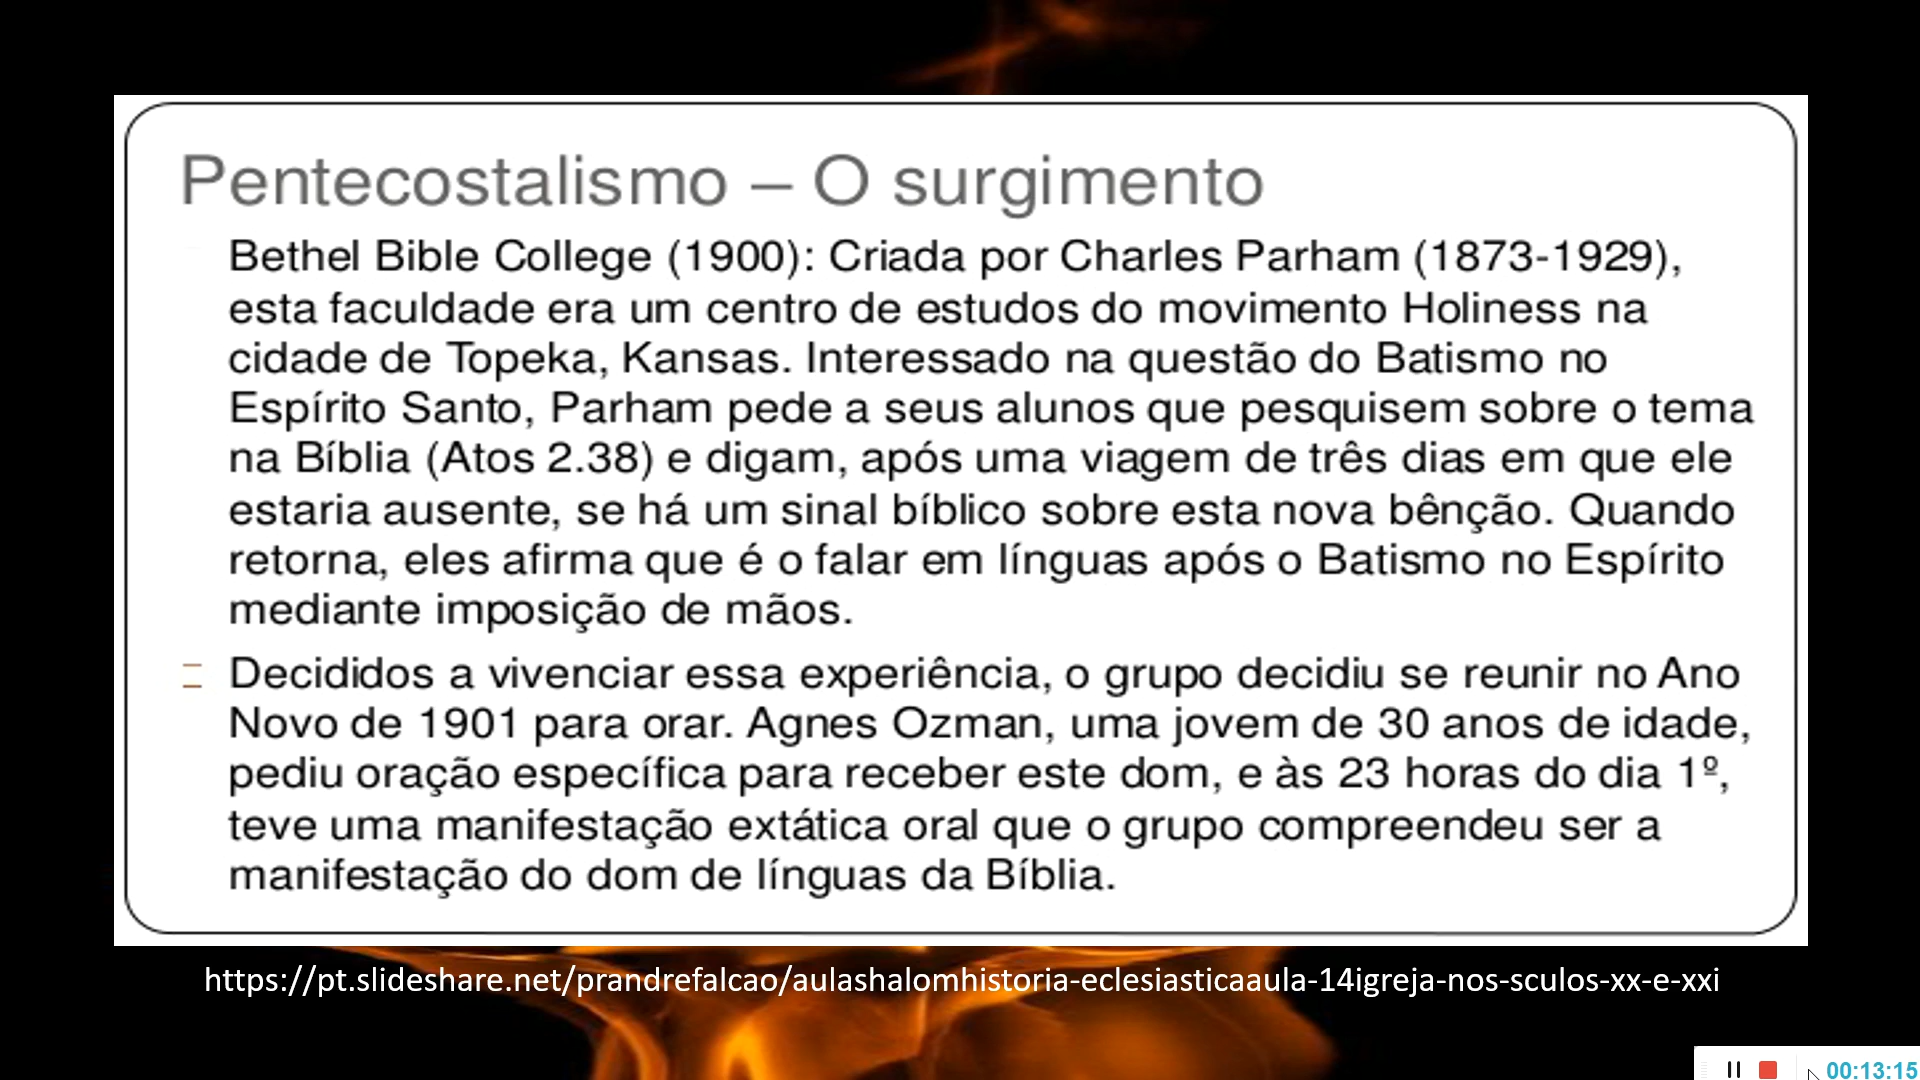 Pentecostalismo – O surgimento
Bethel Bible College (1900): Criada por Charles Parham (1873-1929),
esta faculdade era um centro de estudos do movimento Holiness na
cidade de Topeka, Kansas. Interessado na questão do Batismo no
Espírito Santo, Parham pede a seus alunos que pesquisem sobre o tema
na Bíblia (Atos 2.38) e digam, após uma viagem de três dias em que ele
estaria ausente, se há um sinal bíblico sobre esta nova bênção. Quando
retorna, eles afirma que é o falar em línguas após o Batismo no Espírito
mediante imposição de mãos.
Decididos a vivenciar essa experiência, o grupo decidiu se reunir no Ano
Novo de 1901 para orar. Agnes Ozman, uma jovem de 30 anos de idade,
pediu oração específica para receber este dom, e às 23 horas do dia 1º,
teve uma manifestação extática oral que o grupo compreendeu ser a
manifestação do dom de línguas da Bíblia.
https://pt.slideshare.net/prandrefalcao/aulashalomhistoria-eclesiasticaaula-14igreja-nos-sculos-xx-e-xxi
00:13:15